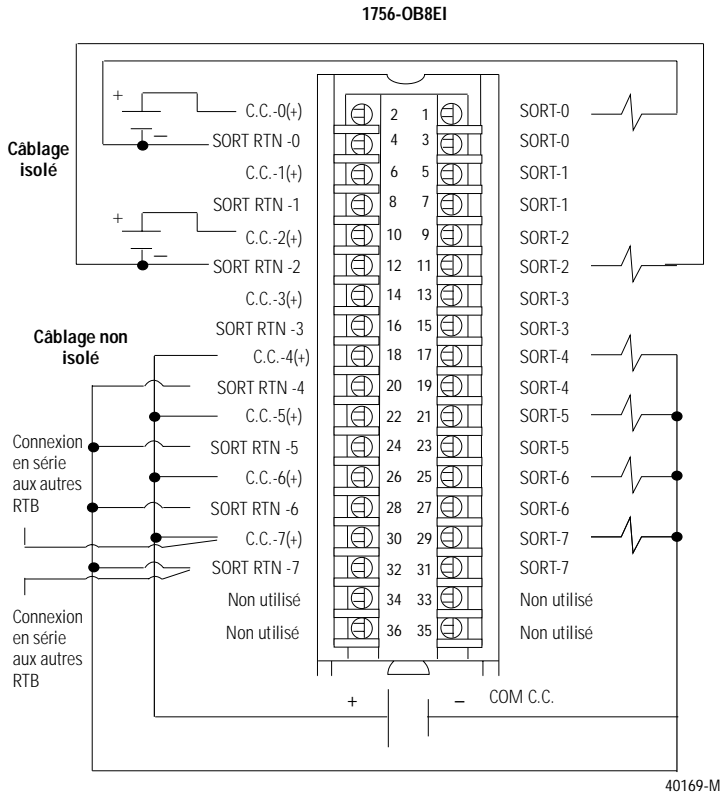 1756-OB8EI
Câblage
isolé
+
–
C.C.-0(+) 2 1 SORT-0
SORT RTN -0 4 3 SORT-0
C.C.-1(+) 6 5 SORT-1
SORT RTN -1 8 7 SORT-1
+
–
C.C.-2(+) 10 9 SORT-2
SORT RTN -2 12 11 SORT-2
C.C.-3(+) 14 13 SORT-3
SORT RTN -3 16 15 SORT-3
Câblage non
isolé
C.C.-4(+) 18 17 SORT-4
SORT RTN -4 20 19 SORT-4
C.C.-5(+) 22 21 SORT-5
SORT RTN -5 24 23 SORT-5
C.C.-6(+) 26 25 SORT-6
SORT RTN -6 28 27 SORT-6
C.C.-7(+) 30 29 SORT-7
SORT RTN -7 32 31 SORT-7
Non utilisé 34 33 Non utilisé
Non utilisé 36 35 Non utilisé
Connexion
en série
aux autres
RTB
Connexion
en série
aux autres
RTB
+ – COM C.C.
40169-M